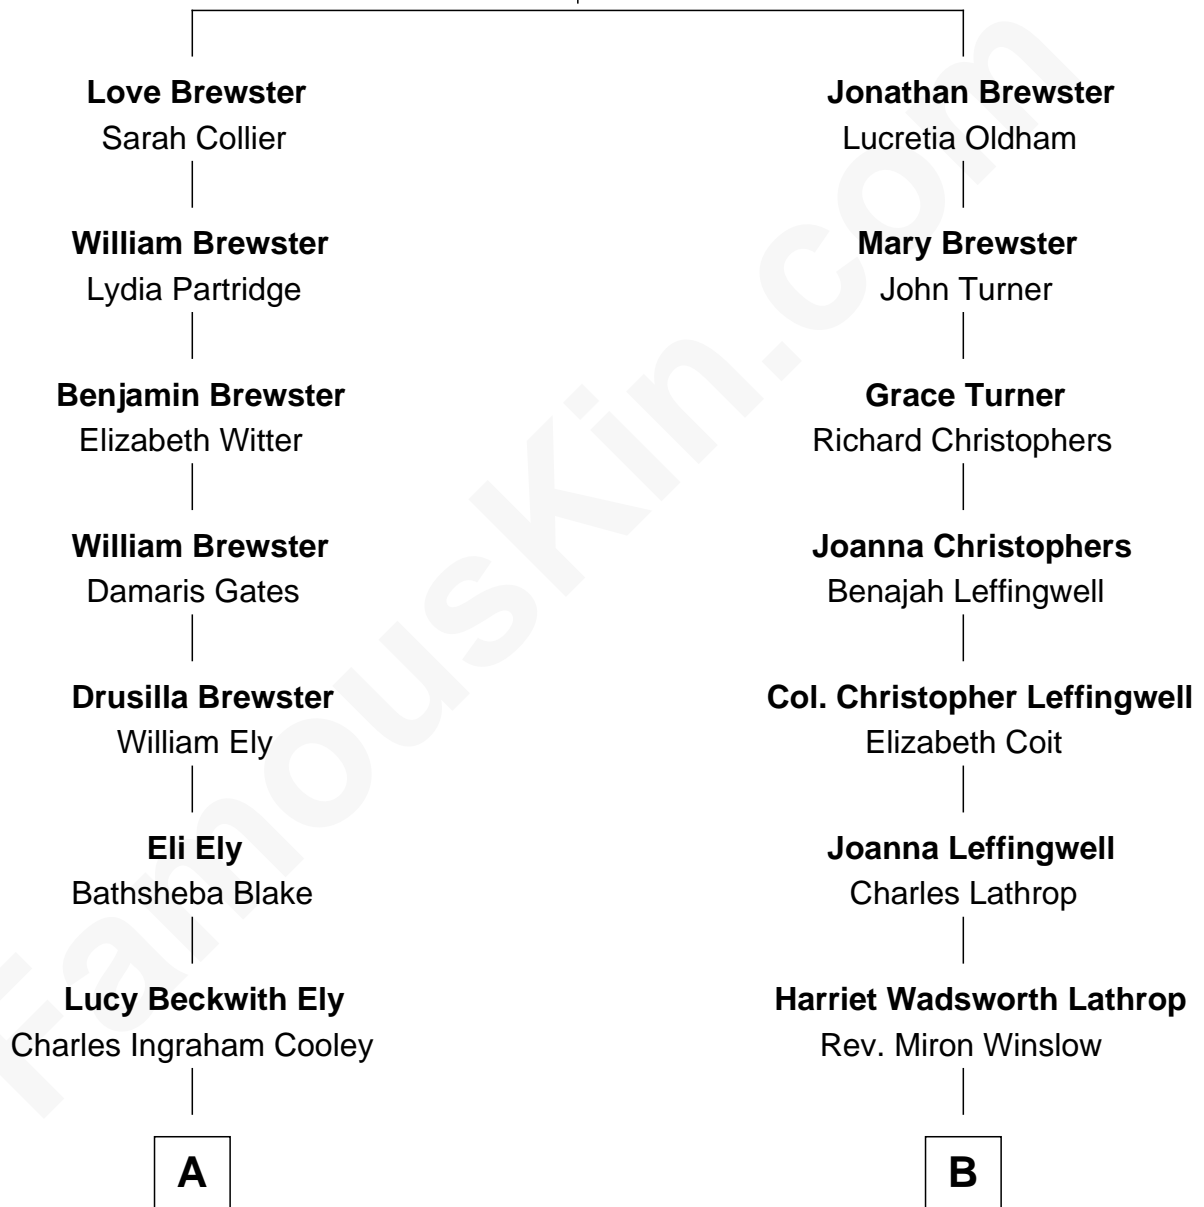 Love Brewster
Sarah Collier
William Brewster
Lydia Partridge
Benjamin Brewster
Elizabeth Witter
William Brewster
Damaris Gates
Drusilla Brewster
William Ely
Eli Ely
Bathsheba Blake
Lucy Beckwith Ely
Charles Ingraham Cooley
A
Jonathan Brewster
Lucretia Oldham
Mary Brewster
John Turner
Grace Turner
Richard Christophers
Joanna Christophers
Benajah Leffingwell
Col. Christopher Leffingwell
Elizabeth Coit
Joanna Leffingwell
Charles Lathrop
Harriet Wadsworth Lathrop
Rev. Miron Winslow
B
FamousKin.com